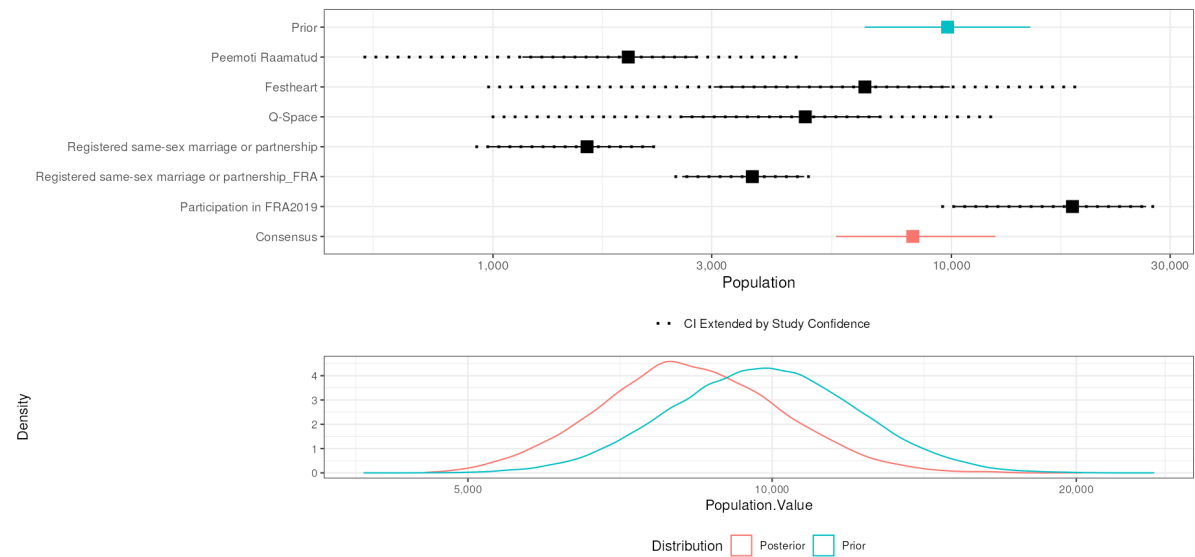 Prior
Peemoti Raamatud
Festheart
Q-Space
Registered same-sex marriage or partnership
Registered same-sex marriage or partnership_FRA
Participation in FRA2019
Consensus
1,000 3,000 10,000 30,000
Population
CI Extended by Study Confidence
Density
4
3
2
1
0
5,000 10,000 20,000
Population.Value
Distribution Posterior Prior